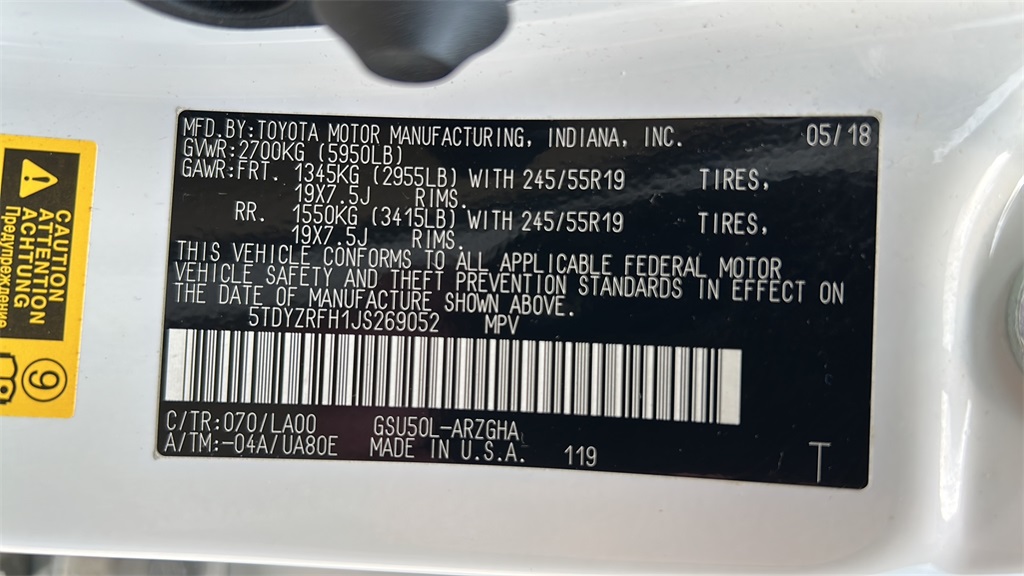 MFD.BY:TOYOTA MOTOR MANUFACTURING, INDIANA, INC. 05/18
GVWR:2700KG (5950LB)
GAWR:FRT. 1345KG (2955LB) WITH 245/55R19 TIRES,
19X7.5J RIMS.
RR. 1550KG (3415LB) WITH 245/55R19 TIRES,
19X7.5J RIMS.
THIS VEHICLE CONFORMS TO ALL APPLICABLE FEDERAL MOTOR
VEHICLE SAFETY AND THEFT PREVENTION STANDARDS IN EFFECT ON
THE DATE OF MANUFACTURE SHOWN ABOVE.
5TDYZRFH1JS269052 MPV
C/TR:070/LA00 GSU50L-ARZGHA
A/TM:-04A/UA80E MADE IN U.S.A. 119 T
CAUTION
ATTENTION
ACHTUNG
Предупреждение
9